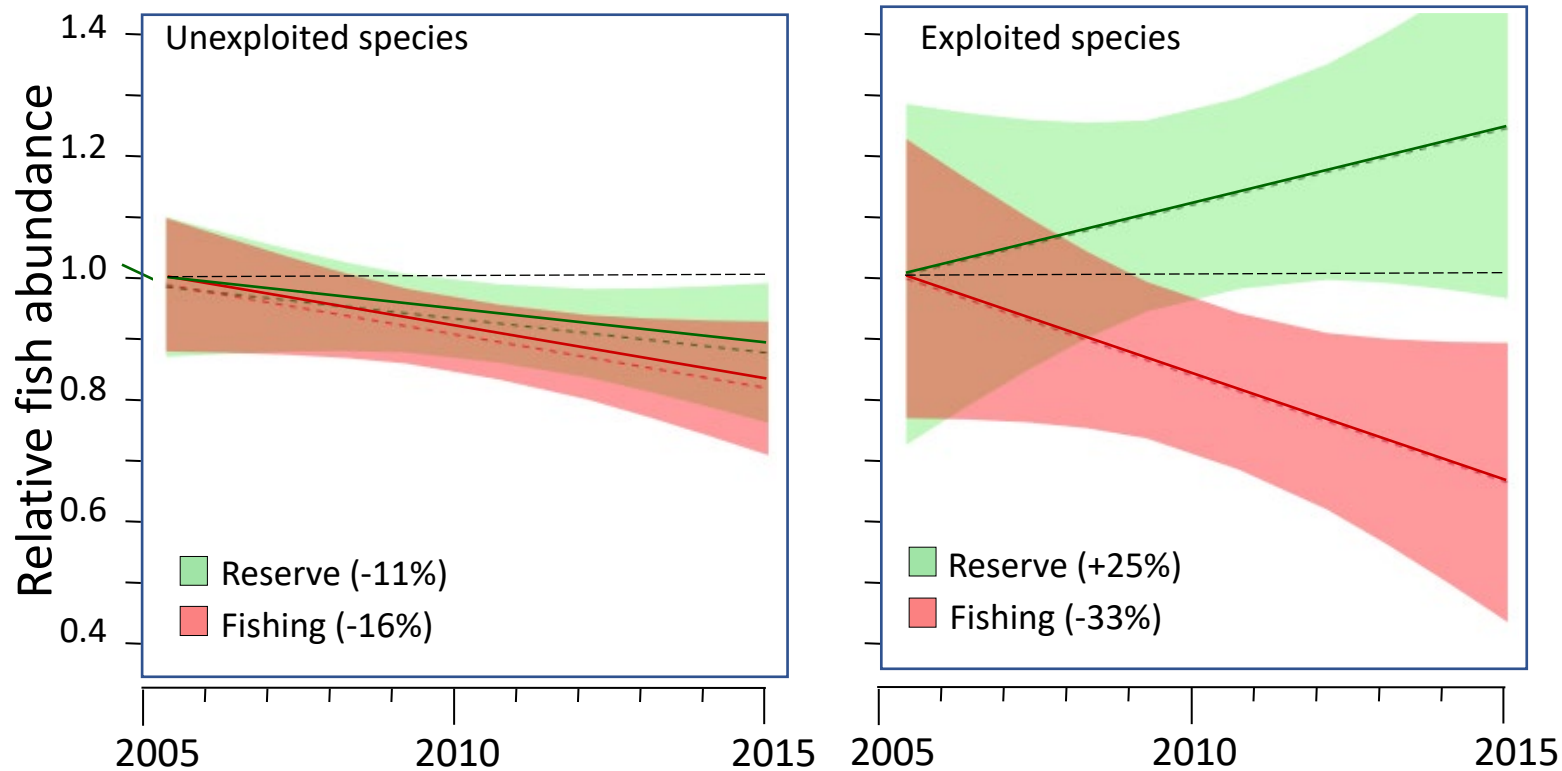 Relative fish abundance
1.4
1.2
1.0
0.8
0.6
0.4
Unexploited species
Reserve (-11%)
Fishing (-16%)
2005
2010
2015
Exploited species
Reserve (+25%)
Fishing (-33%)
2005
2010
2015